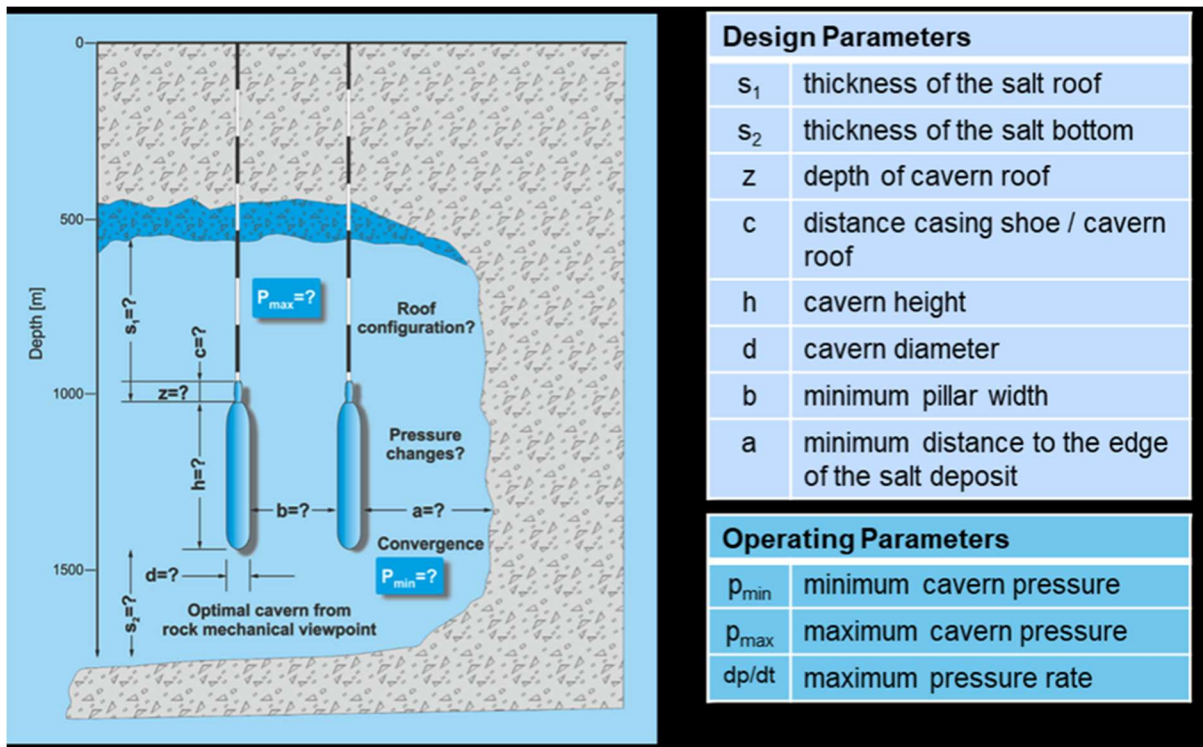 0
500
1000
1500
Depth [m]
s₁=?
c=?
z=?
h=?
b=?
a=?
d=?
s₂=?
Pmax=?
Roof
configuration?
Pressure
changes?
Convergence
Pmin=?
Optimal cavern from
rock mechanical viewpoint
Design Parameters
s₁ thickness of the salt roof
s₂ thickness of the salt bottom
z depth of cavern roof
c distance casing shoe / cavern
roof
h cavern height
d cavern diameter
b minimum pillar width
a minimum distance to the edge
of the salt deposit
Operating Parameters
pmin minimum cavern pressure
pmax maximum cavern pressure
dp/dt maximum pressure rate